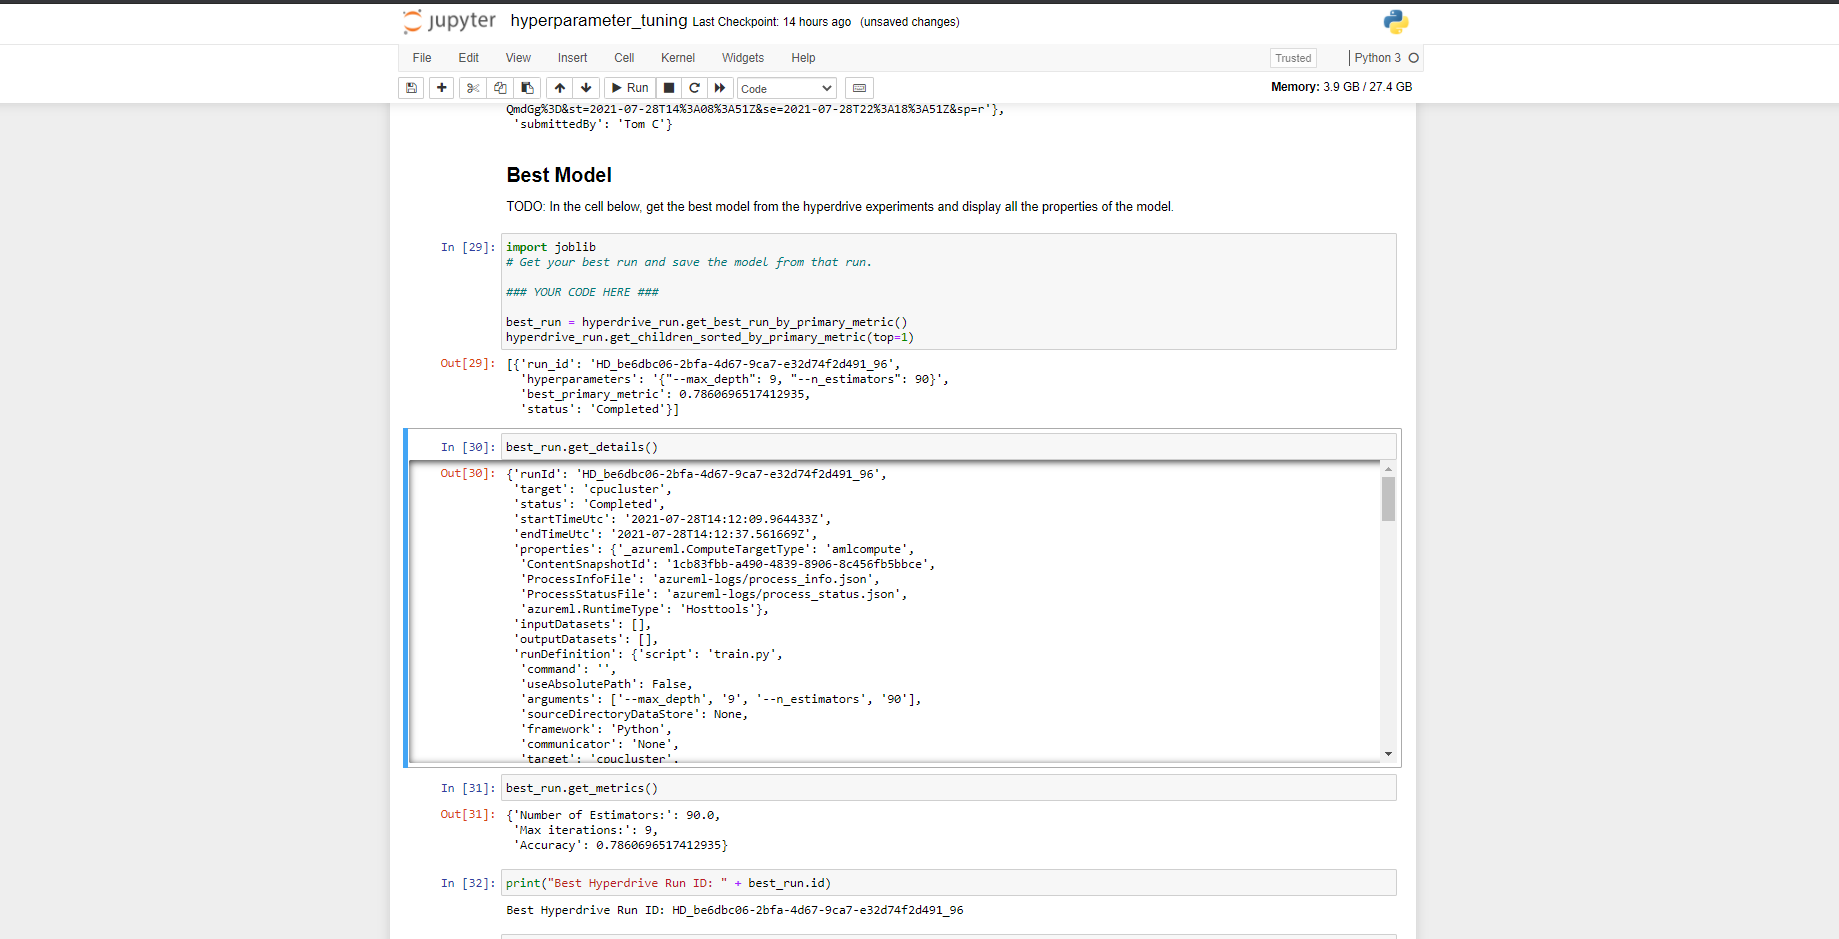 jupyter hyperparameter_tuning Last Checkpoint: 14 hours ago (unsaved changes)
File Edit View Insert Cell Kernel Widgets Help Trusted Python 3
Run Code Memory: 3.9 GB / 27.4 GB
QmdGg%3D&st=2021-07-28T14%3A08%3A51Z&se=2021-07-28T22%3A18%3A51Z&sp=r'},
'submittedBy': 'Tom C'}
Best Model
TODO: In the cell below, get the best model from the hyperdrive experiments and display all the properties of the model.
In [29]: import joblib
# Get your best run and save the model from that run.
### YOUR CODE HERE ###
best_run = hyperdrive_run.get_best_run_by_primary_metric()
hyperdrive_run.get_children_sorted_by_primary_metric(top=1)
Out[29]: [{'run_id': 'HD_be6dbc06-2bfa-4d67-9ca7-e32d74f2d491_96',
'hyperparameters': '{"--max_depth": 9, "--n_estimators": 90}',
'best_primary_metric': 0.7860696517412935,
'status': 'Completed'}]
In [30]: best_run.get_details()
Out[30]: {'runId': 'HD_be6dbc06-2bfa-4d67-9ca7-e32d74f2d491_96',
'target': 'cpucluster',
'status': 'Completed',
'startTimeUtc': '2021-07-28T14:12:09.964433Z',
'endTimeUtc': '2021-07-28T14:12:37.561669Z',
'properties': {'_azureml.ComputeTargetType': 'amlcompute',
'ContentSnapshotId': '1cb83fbb-a490-4839-8906-8c456fb5bbce',
'ProcessInfoFile': 'azureml-logs/process_info.json',
'ProcessStatusFile': 'azureml-logs/process_status.json',
'azureml.RuntimeType': 'Hosttools'},
'inputDatasets': [],
'outputDatasets': [],
'runDefinition': {'script': 'train.py',
'command': '',
'useAbsolutePath': False,
'arguments': ['--max_depth', '9', '--n_estimators', '90'],
'sourceDirectoryDataStore': None,
'framework': 'Python',
'communicator': 'None',
'target': 'cpucluster',
In [31]: best_run.get_metrics()
Out[31]: {'Number of Estimators:': 90.0,
'Max iterations:': 9,
'Accuracy': 0.7860696517412935}
In [32]: print("Best Hyperdrive Run ID: " + best_run.id)
Best Hyperdrive Run ID: HD_be6dbc06-2bfa-4d67-9ca7-e32d74f2d491_96